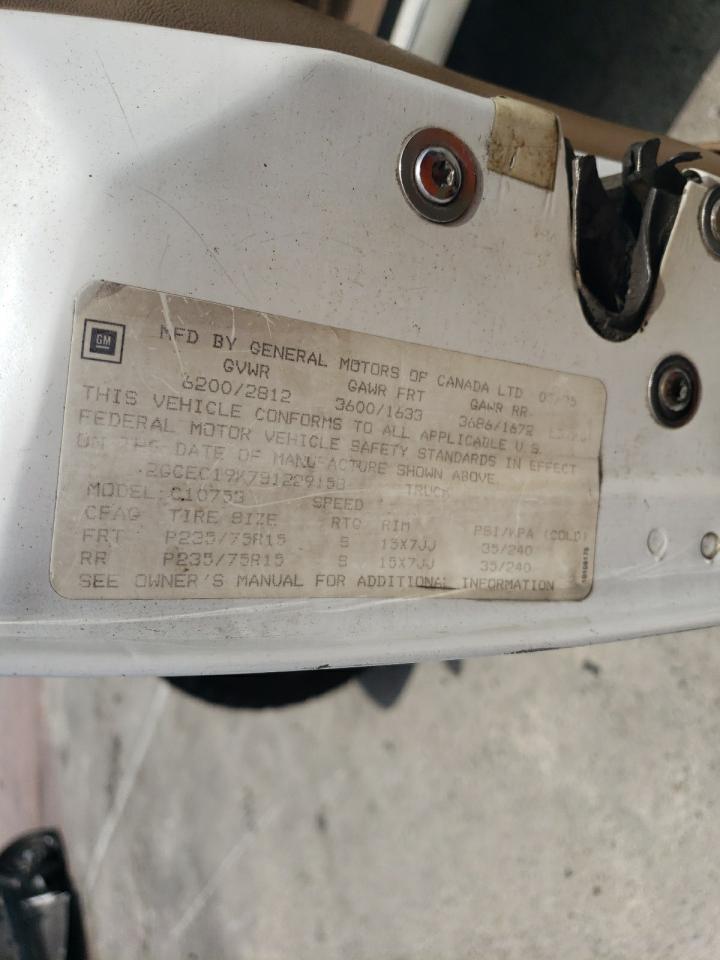 GM
MFD BY GENERAL MOTORS OF CANADA LTD
GVWR GAWR FRT GAWR RR
6200/2812 3600/1633 3686/1672
THIS VEHICLE CONFORMS TO ALL APPLICABLE U.S.
FEDERAL MOTOR VEHICLE SAFETY STANDARDS IN EFFECT
ON THE DATE OF MANUFACTURE SHOWN ABOVE
TRUCK
MODEL: C10753 SPEED
TIRE SIZE RTG RIM PSI/KPA (COLD)
FRT P235/75R15 S 15X7JJ 35/240
RR P235/75R15 S 15X7JJ 35/240
SEE OWNER'S MANUAL FOR ADDITIONAL INFORMATION